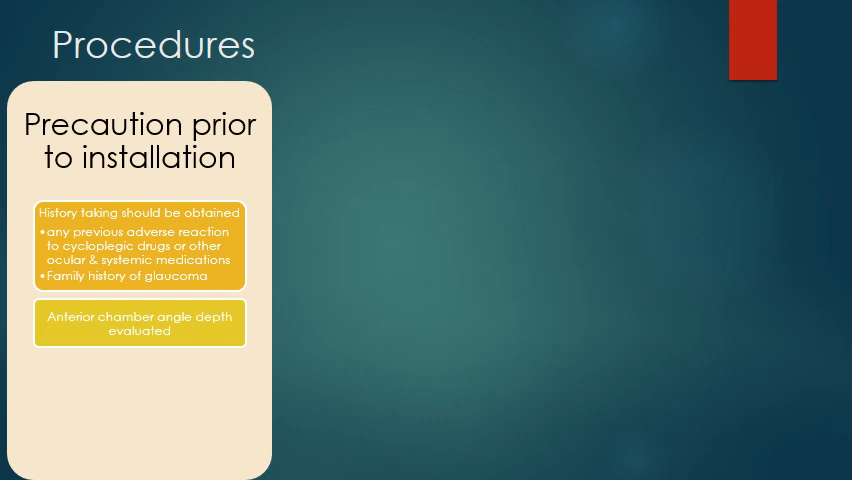 Procedures
Precaution prior
to installation
History taking should be obtained
•any previous adverse reaction
to cycloplegic drugs or other
ocular & systemic medications
•Family history of glaucoma
Anterior chamber angle depth
evaluated